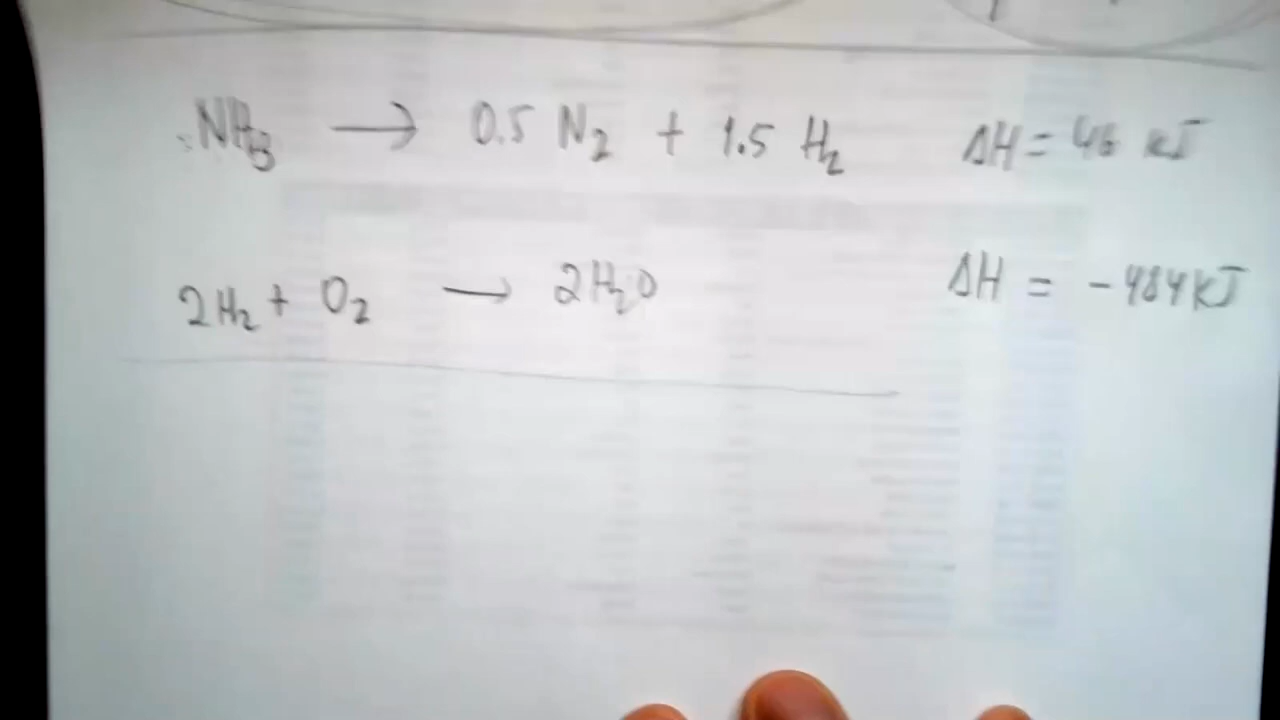 NH₃ → 0.5 N₂ + 1.5 H₂ ΔH = 46 kJ
2H₂ + O₂ → 2H₂O ΔH = -484 kJ